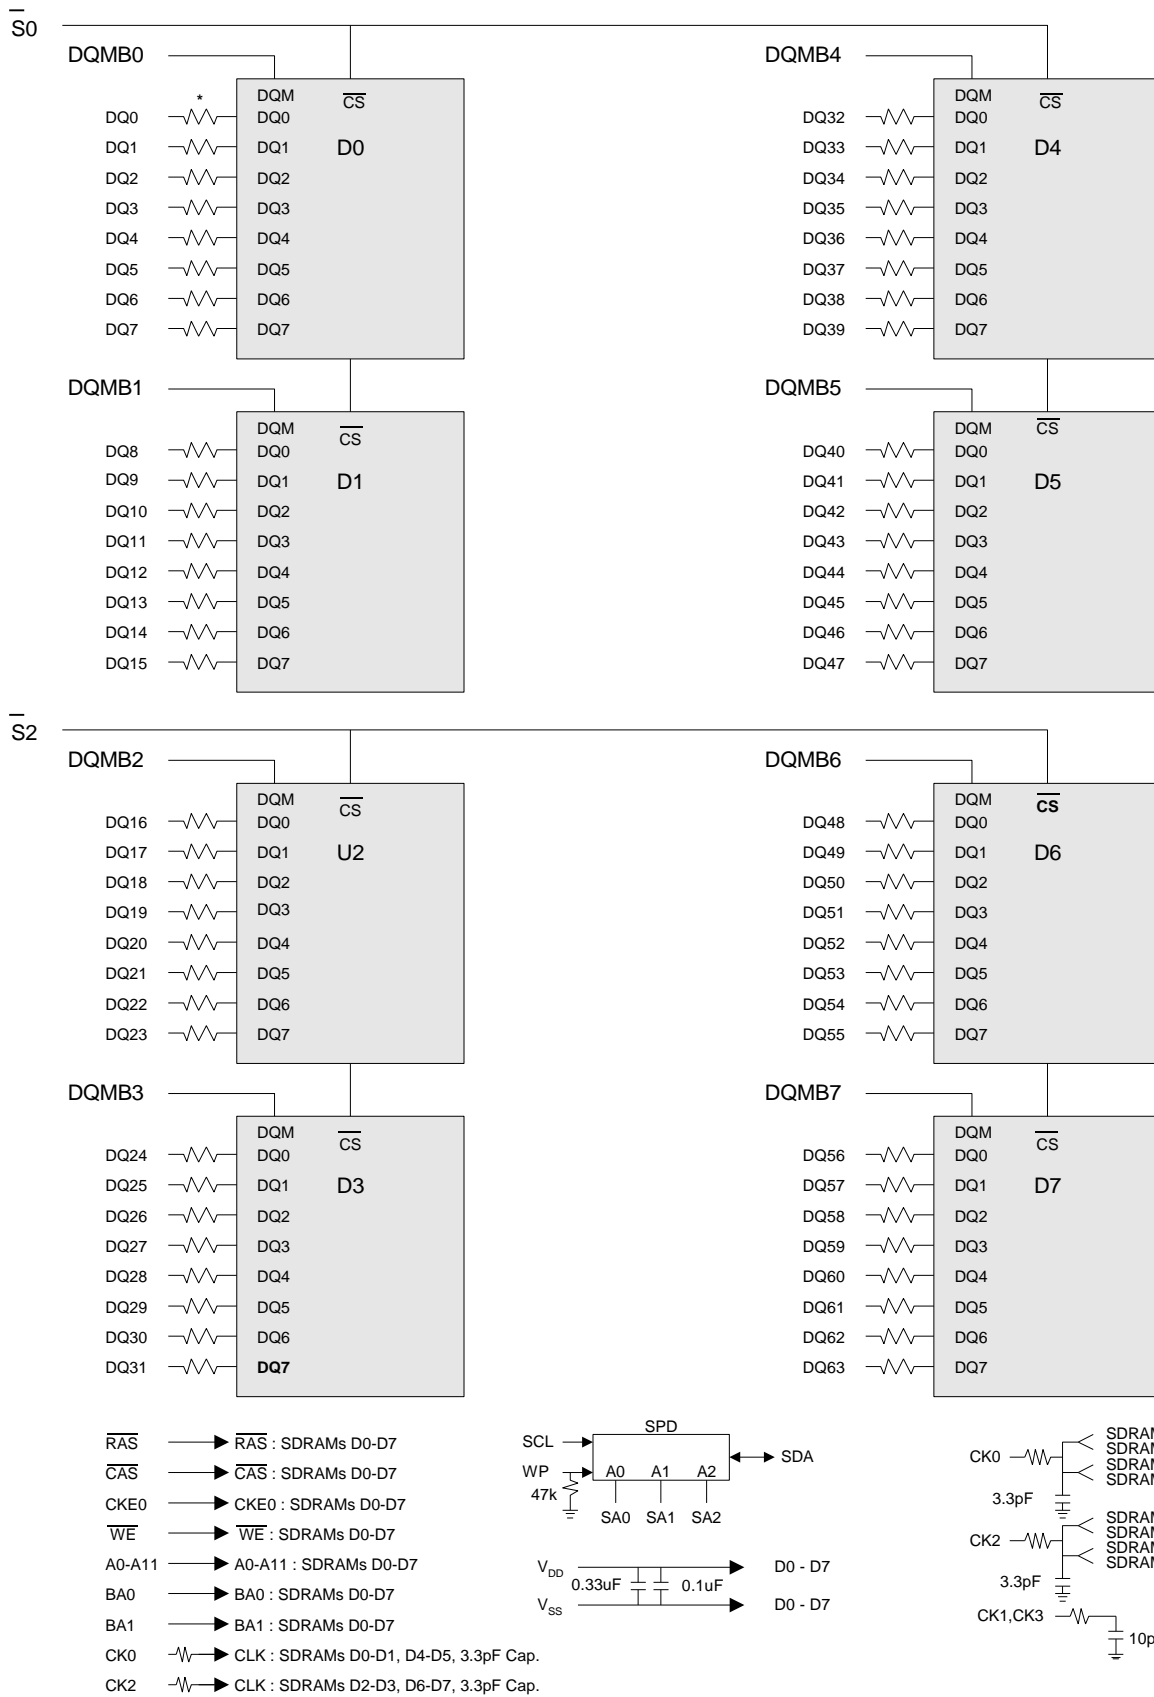 S0
DQMB0
DQM
CS
*
DQ0 DQ0
DQ1 DQ1 D0
DQ2 DQ2
DQ3 DQ3
DQ4 DQ4
DQ5 DQ5
DQ6 DQ6
DQ7 DQ7
DQMB4
DQM
CS
DQ32 DQ0
DQ33 DQ1 D4
DQ34 DQ2
DQ35 DQ3
DQ36 DQ4
DQ37 DQ5
DQ38 DQ6
DQ39 DQ7
DQMB1
DQM
CS
DQ8 DQ0
DQ9 DQ1 D1
DQ10 DQ2
DQ11 DQ3
DQ12 DQ4
DQ13 DQ5
DQ14 DQ6
DQ15 DQ7
DQMB5
DQM
CS
DQ40 DQ0
DQ41 DQ1 D5
DQ42 DQ2
DQ43 DQ3
DQ44 DQ4
DQ45 DQ5
DQ46 DQ6
DQ47 DQ7
S2
DQMB2
DQM
CS
DQ16 DQ0
DQ17 DQ1 U2
DQ18 DQ2
DQ19 DQ3
DQ20 DQ4
DQ21 DQ5
DQ22 DQ6
DQ23 DQ7
DQMB6
DQM
CS
DQ48 DQ0
DQ49 DQ1 D6
DQ50 DQ2
DQ51 DQ3
DQ52 DQ4
DQ53 DQ5
DQ54 DQ6
DQ55 DQ7
DQMB3
DQM
CS
DQ24 DQ0
DQ25 DQ1 D3
DQ26 DQ2
DQ27 DQ3
DQ28 DQ4
DQ29 DQ5
DQ30 DQ6
DQ31 DQ7
DQMB7
DQM
CS
DQ56 DQ0
DQ57 DQ1 D7
DQ58 DQ2
DQ59 DQ3
DQ60 DQ4
DQ61 DQ5
DQ62 DQ6
DQ63 DQ7
RAS RAS : SDRAMs D0-D7
CAS CAS : SDRAMs D0-D7
CKE0 CKE0 : SDRAMs D0-D7
WE WE : SDRAMs D0-D7
A0-A11 A0-A11 : SDRAMs D0-D7
BA0 BA0 : SDRAMs D0-D7
BA1 BA1 : SDRAMs D0-D7
CK0 CLK : SDRAMs D0-D1, D4-D5, 3.3pF Cap.
CK2 CLK : SDRAMs D2-D3, D6-D7, 3.3pF Cap.
SPD
SCL SDA
WP A0 A1 A2
47k
SA0 SA1 SA2
VDD D0 - D7
0.33uF 0.1uF
VSS D0 - D7
CK0
3.3pF
CK2
3.3pF
CK1,CK3